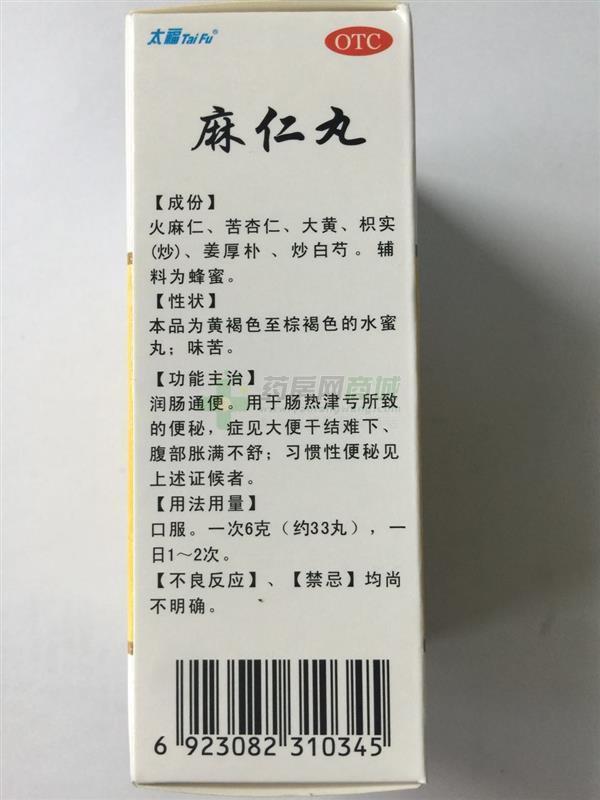 太福 Tai Fu®
OTC
麻仁丸
【成份】
火麻仁、苦杏仁、大黄、枳实
(炒)、姜厚朴 、炒白芍 。辅
料为蜂蜜。
【性状】
本品为黄褐色至棕褐色的水蜜
丸；味苦。
【功能主治】
药房网商城
润肠通便。用于肠热津亏所致
的便秘，症见大便干结难下、
腹部胀满不舒；习惯性便秘见
上述证候者。
【用法用量】
口服。一次6克（约33丸），一
日1～2次。
【不良反应】、【禁忌】均尚
不明确。
6 923082 310345